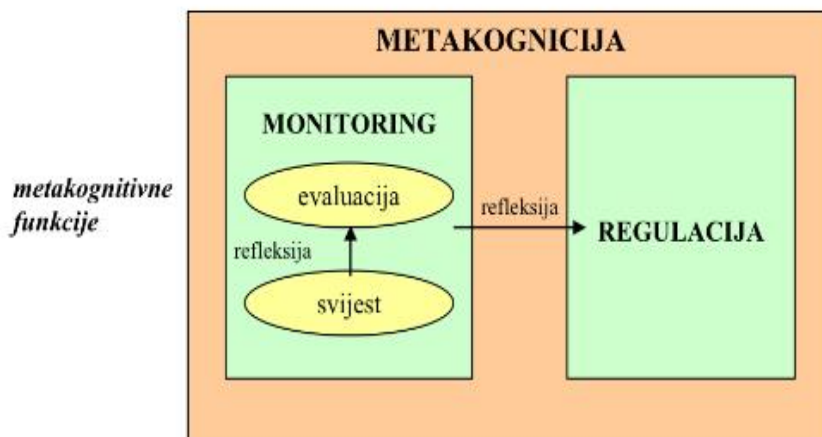 METAKOGNICIJA
MONITORING
evaluacija
refleksija
svijest
refleksija
REGULACIJA
metakognitivne
funkcije